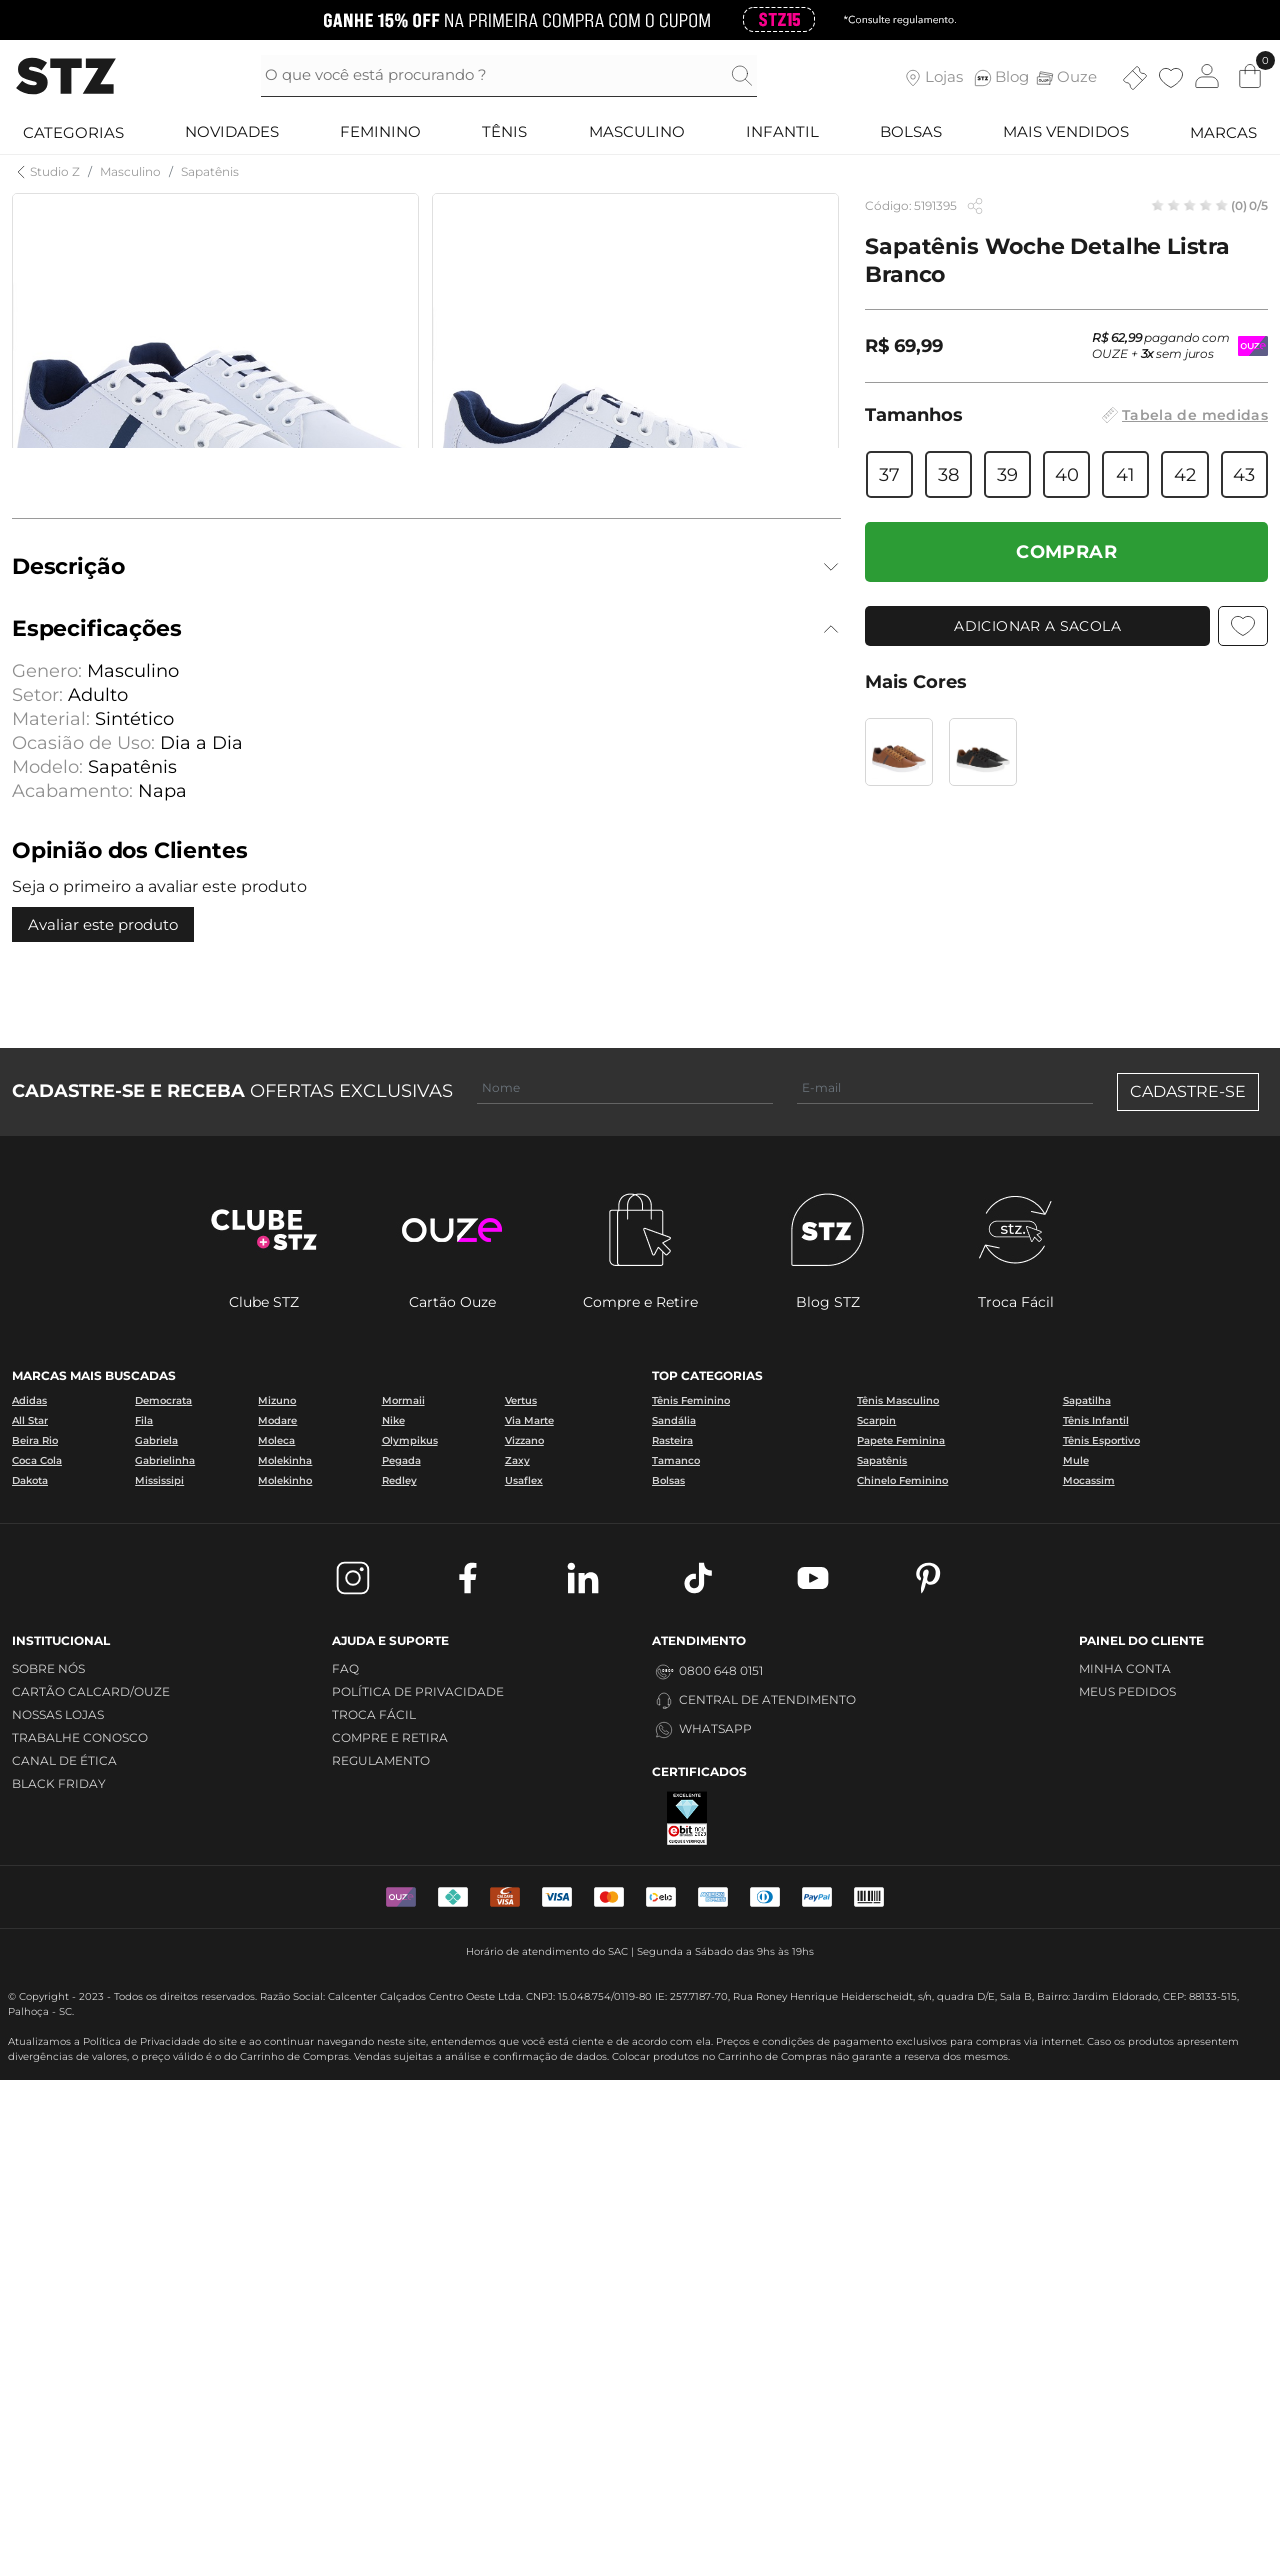 GANHE 15% OFF NA PRIMEIRA COMPRA COM O CUPOM STZ15 *Consulte regulamento.
STZ
O que você está procurando ?
Lojas Blog Ouze 0
CATEGORIAS NOVIDADES FEMININO TÊNIS MASCULINO INFANTIL BOLSAS MAIS VENDIDOS MARCAS
Studio Z / Masculino / Sapatênis
Código: 5191395 (0) 0/5
Sapatênis Woche Detalhe Listra
Branco
R$ 69,99
R$ 62,99 pagando com
OUZE + 3x sem juros
Tamanhos Tabela de medidas
37 38 39 40 41 42 43
COMPRAR
ADICIONAR A SACOLA
Mais Cores
Descrição
Especificações
Genero: Masculino
Setor: Adulto
Material: Sintético
Ocasião de Uso: Dia a Dia
Modelo: Sapatênis
Acabamento: Napa
Opinião dos Clientes
Seja o primeiro a avaliar este produto
Avaliar este produto
CADASTRE-SE E RECEBA OFERTAS EXCLUSIVAS Nome E-mail CADASTRE-SE
CLUBE + STZ ouze STZ stz.
Clube STZ Cartão Ouze Compre e Retire Blog STZ Troca Fácil
MARCAS MAIS BUSCADAS TOP CATEGORIAS
Adidas Democrata Mizuno Mormaii Vertus Tênis Feminino Tênis Masculino Sapatilha
All Star Fila Modare Nike Via Marte Sandália Scarpin Tênis Infantil
Beira Rio Gabriela Moleca Olympikus Vizzano Rasteira Papete Feminina Tênis Esportivo
Coca Cola Gabrielinha Molekinha Pegada Zaxy Tamanco Sapatênis Mule
Dakota Mississipi Molekinho Redley Usaflex Bolsas Chinelo Feminino Mocassim
INSTITUCIONAL
SOBRE NÓS
CARTÃO CALCARD/OUZE
NOSSAS LOJAS
TRABALHE CONOSCO
CANAL DE ÉTICA
BLACK FRIDAY
AJUDA E SUPORTE
FAQ
POLÍTICA DE PRIVACIDADE
TROCA FÁCIL
COMPRE E RETIRA
REGULAMENTO
ATENDIMENTO
0800 648 0151
CENTRAL DE ATENDIMENTO
WHATSAPP
CERTIFICADOS
EXCELENTE
ebit
CLIQUE E VERIFIQUE
PAINEL DO CLIENTE
MINHA CONTA
MEUS PEDIDOS
VISA VISA elo PayPal
Horário de atendimento do SAC | Segunda a Sábado das 9hs às 19hs
© Copyright - 2023 - Todos os direitos reservados. Razão Social: Calcenter Calçados Centro Oeste Ltda. CNPJ: 15.048.754/0119-80 IE: 257.7187-70, Rua Roney Henrique Heiderscheidt, s/n, quadra D/E, Sala B, Bairro: Jardim Eldorado, CEP: 88133-515,
Palhoça - SC.
Atualizamos a Política de Privacidade do site e ao continuar navegando neste site, entendemos que você está ciente e de acordo com ela. Preços e condições de pagamento exclusivos para compras via internet. Caso os produtos apresentem
divergências de valores, o preço válido é o do Carrinho de Compras. Vendas sujeitas a análise e confirmação de dados. Colocar produtos no Carrinho de Compras não garante a reserva dos mesmos.